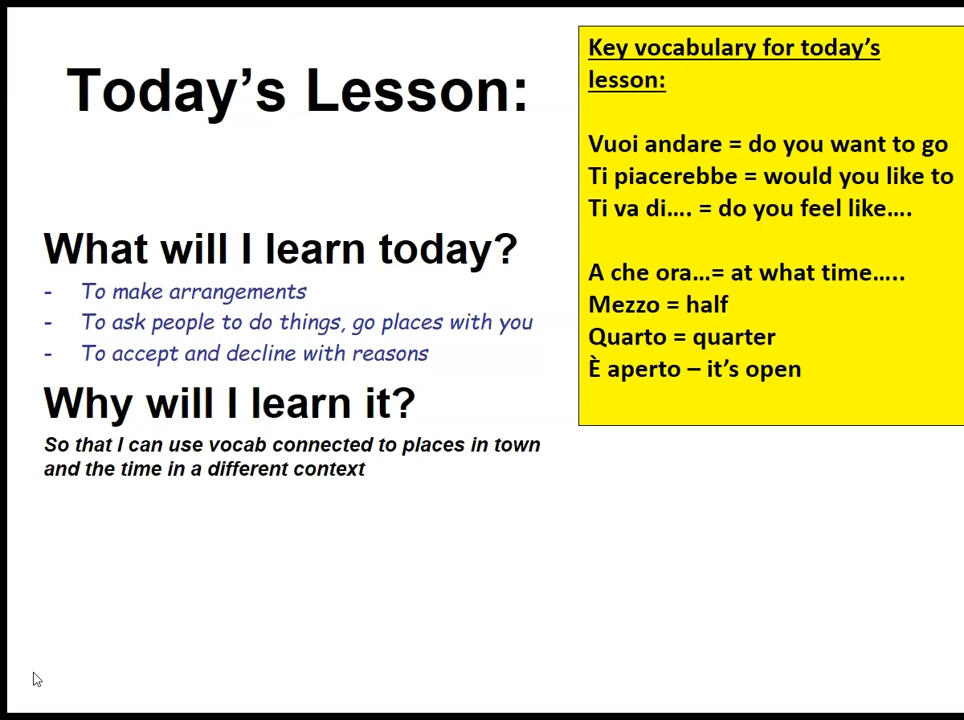 Today's Lesson:
What will I learn today?
- To make arrangements
- To ask people to do things, go places with you
- To accept and decline with reasons
Why will I learn it?
So that I can use vocab connected to places in town
and the time in a different context
Key vocabulary for today's
lesson:
Vuoi andare = do you want to go
Ti piacerebbe = would you like to
Ti va di…. = do you feel like….
A che ora…= at what time…..
Mezzo = half
Quarto = quarter
È aperto – it's open